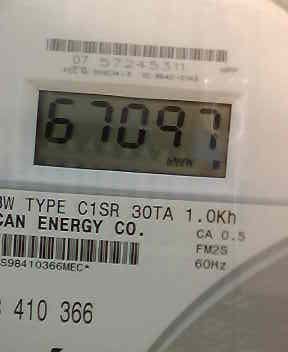 07 57245311
67097
3W TYPE C1SR 30TA 1.0Kh
CAN ENERGY CO.
CA 0.5
FM2S
60Hz
S98410366MEC*
410 366